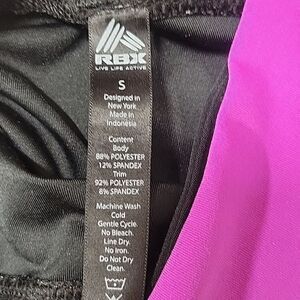 RBX
LIVE LIFE ACTIVE
S
Designed in
New York
Made in
Indonesia
Content
Body
88% POLYESTER
12% SPANDEX
Trim
92% POLYESTER
8% SPANDEX
Machine Wash
Cold
Gentle Cycle.
No Bleach.
Line Dry.
No Iron.
Do Not Dry
Clean.